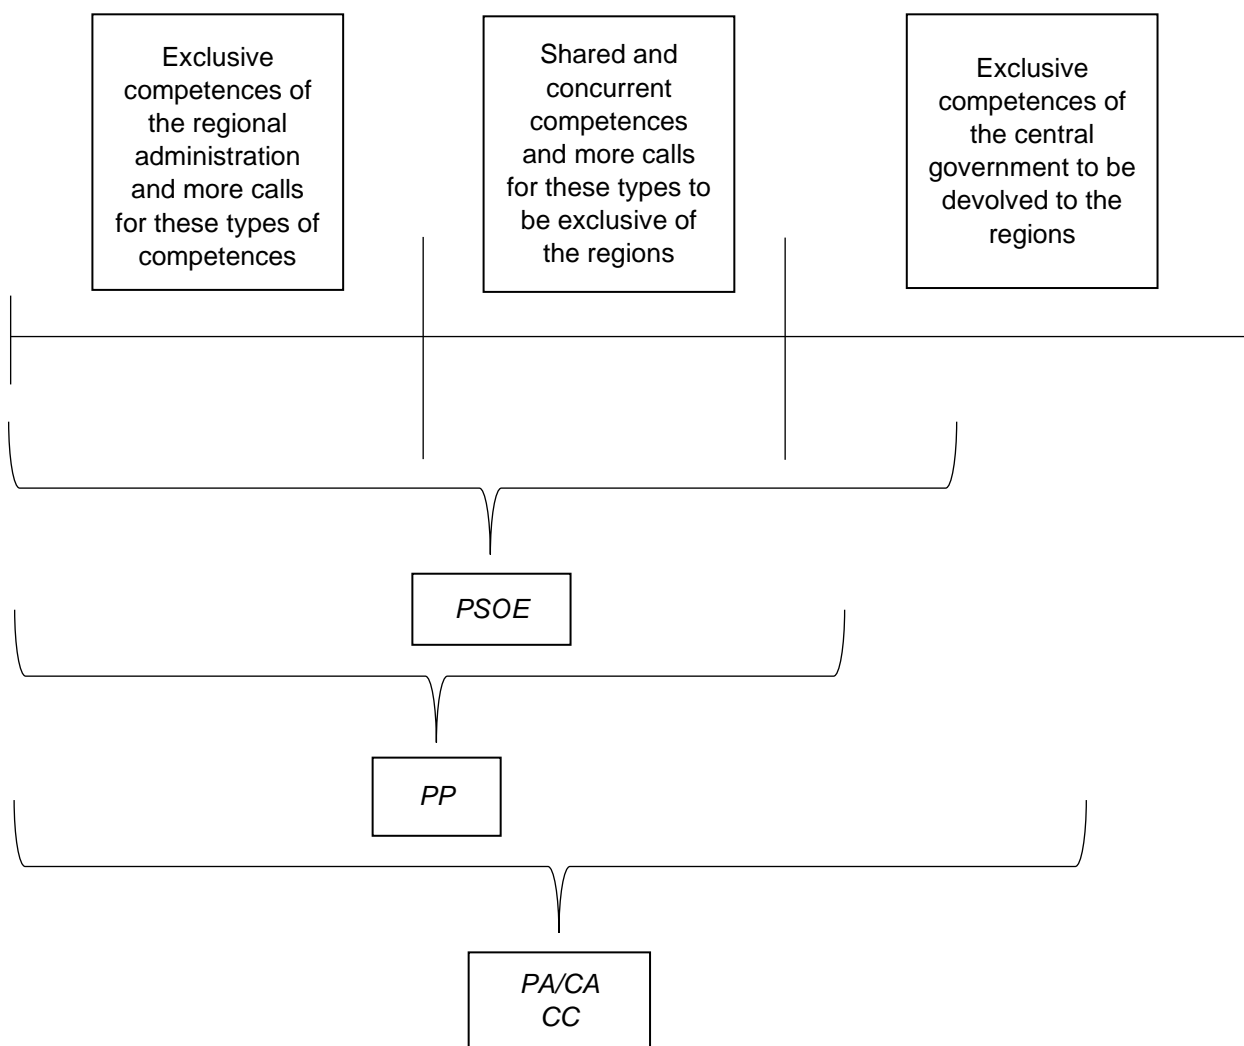 Exclusive
competences of
the regional
administration
and more calls
for these types of
competences
Shared and
concurrent
competences
and more calls
for these types to
be exclusive of
the regions
Exclusive
competences of
the central
government to be
devolved to the
regions
PSOE
PP
PA/CA
CC